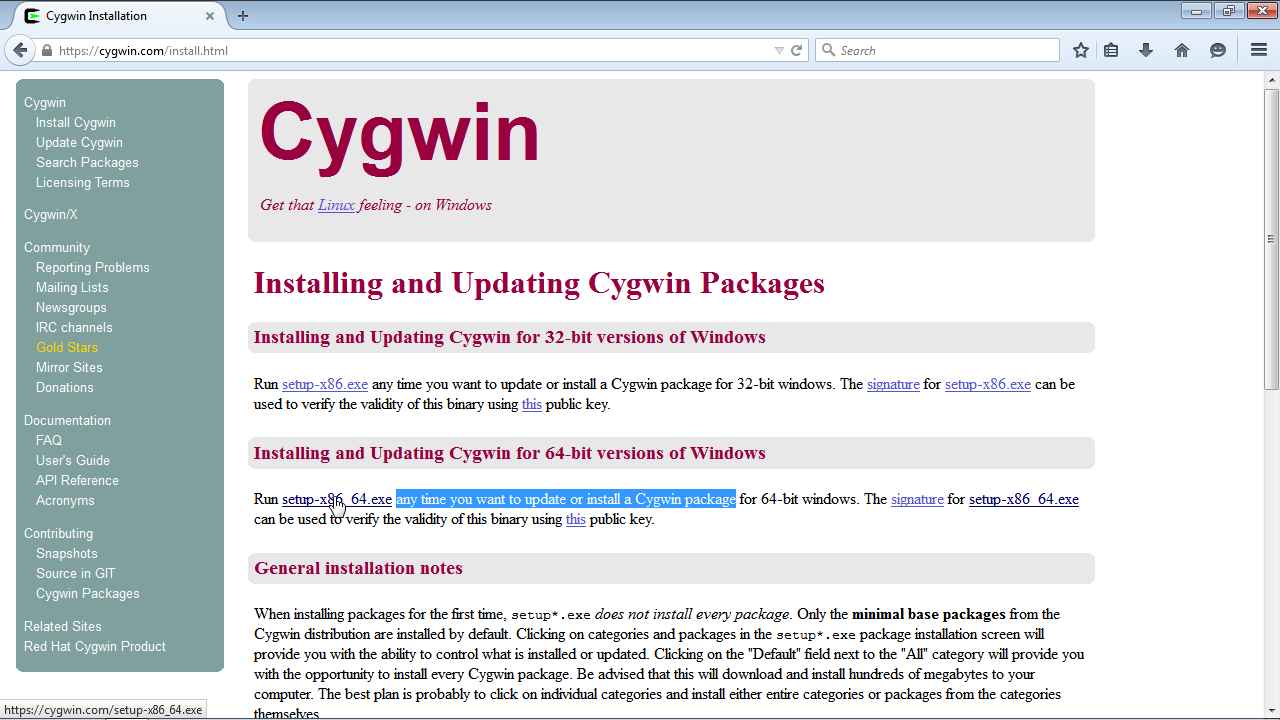 Cygwin Installation
https://cygwin.com/install.html
Search
Cygwin
Install Cygwin
Update Cygwin
Search Packages
Licensing Terms
Cygwin/X
Community
Reporting Problems
Mailing Lists
Newsgroups
IRC channels
Gold Stars
Mirror Sites
Donations
Documentation
FAQ
User's Guide
API Reference
Acronyms
Contributing
Snapshots
Source in GIT
Cygwin Packages
Related Sites
Red Hat Cygwin Product
Cygwin
Get that Linux feeling - on Windows
Installing and Updating Cygwin Packages
Installing and Updating Cygwin for 32-bit versions of Windows
Run setup-x86.exe any time you want to update or install a Cygwin package for 32-bit windows. The signature for setup-x86.exe can be
used to verify the validity of this binary using this public key.
Installing and Updating Cygwin for 64-bit versions of Windows
Run setup-x86_64.exe any time you want to update or install a Cygwin package for 64-bit windows. The signature for setup-x86_64.exe
can be used to verify the validity of this binary using this public key.
General installation notes
When installing packages for the first time, setup*.exe does not install every package. Only the minimal base packages from the
Cygwin distribution are installed by default. Clicking on categories and packages in the setup*.exe package installation screen will
provide you with the ability to control what is installed or updated. Clicking on the "Default" field next to the "All" category will provide you
with the opportunity to install every Cygwin package. Be advised that this will download and install hundreds of megabytes to your
computer. The best plan is probably to click on individual categories and install either entire categories or packages from the categories
themselves.
https://cygwin.com/setup-x86_64.exe